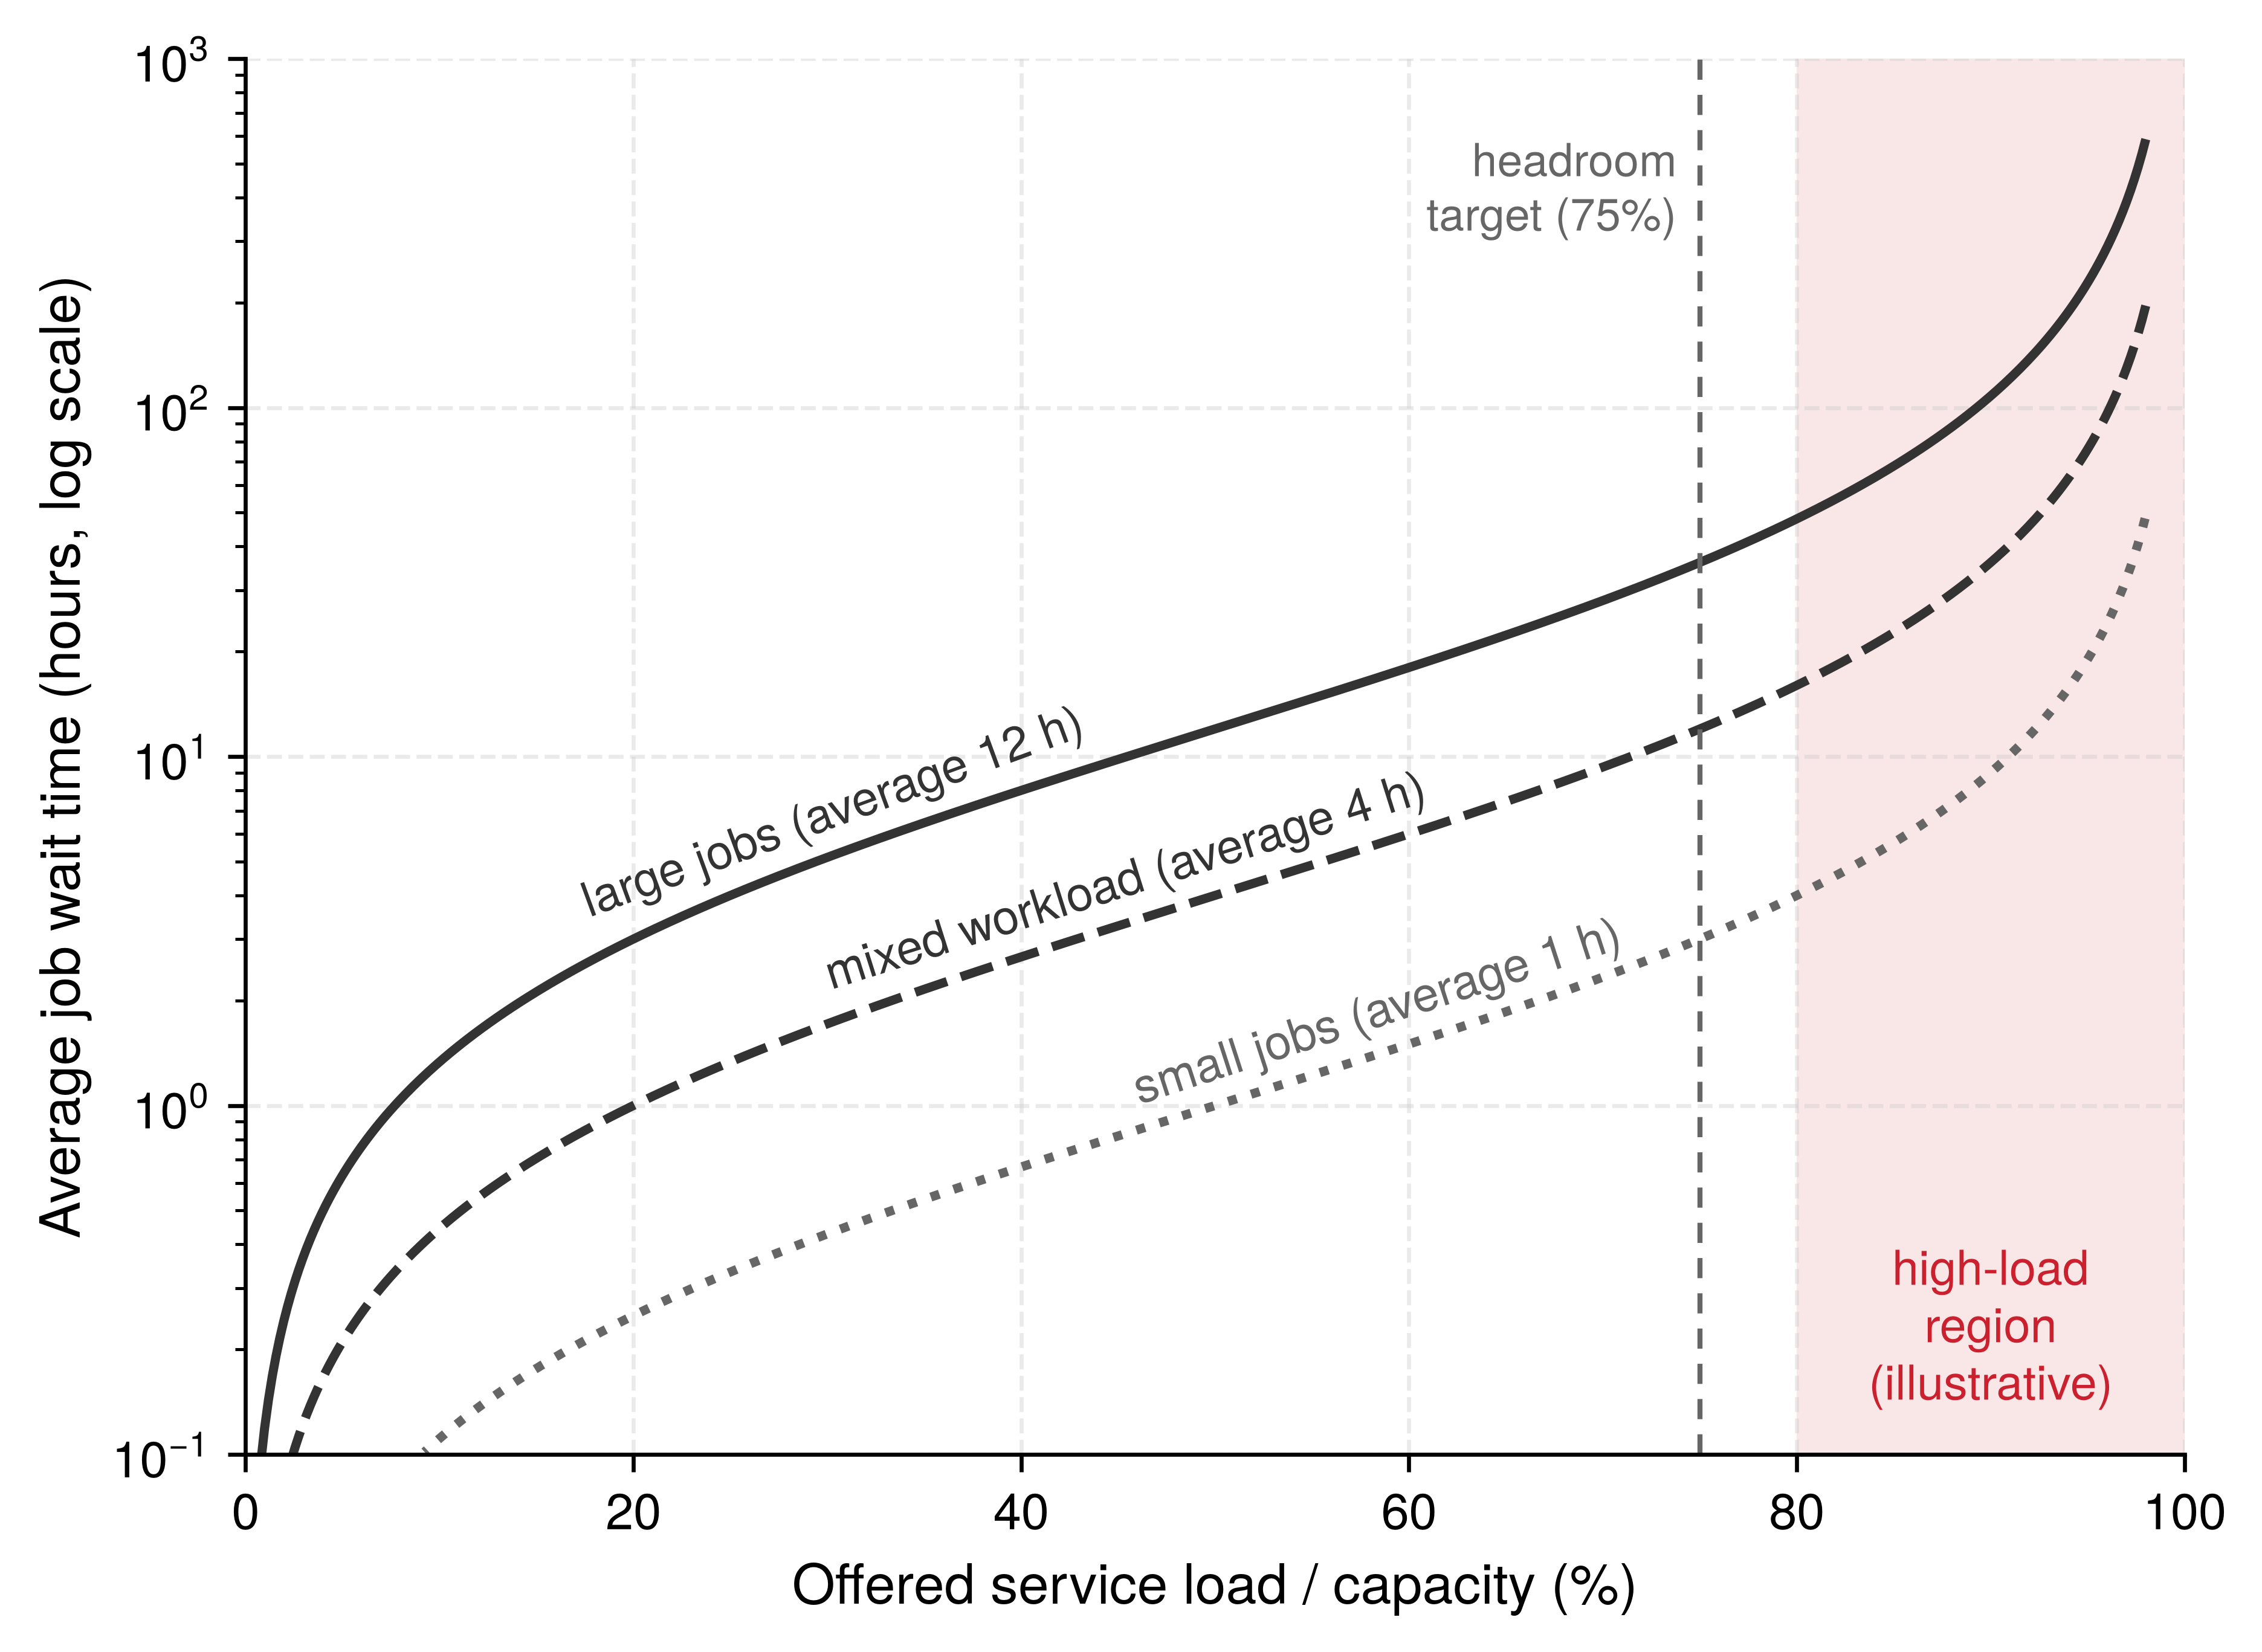 10³
10²
10¹
10⁰
10⁻¹
Average job wait time (hours, log scale)
headroom
target (75%)
large jobs (average 12 h)
mixed workload (average 4 h)
small jobs (average 1 h)
high-load
region
(illustrative)
0 20 40 60 80 100
Offered service load / capacity (%)